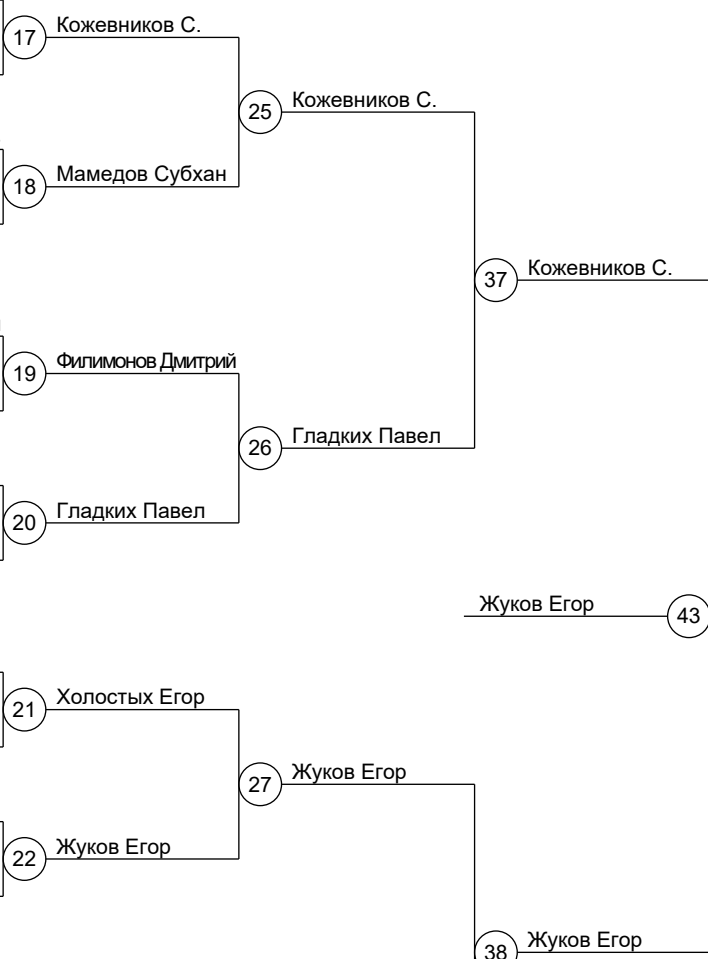 17 Кожевников С.
25 Кожевников С.
18 Мамедов Субхан
37 Кожевников С.
19 Филимонов Дмитрий
26 Гладких Павел
20 Гладких Павел
Жуков Егор 43
21 Холостых Егор
27 Жуков Егор
22 Жуков Егор
38 Жуков Егор